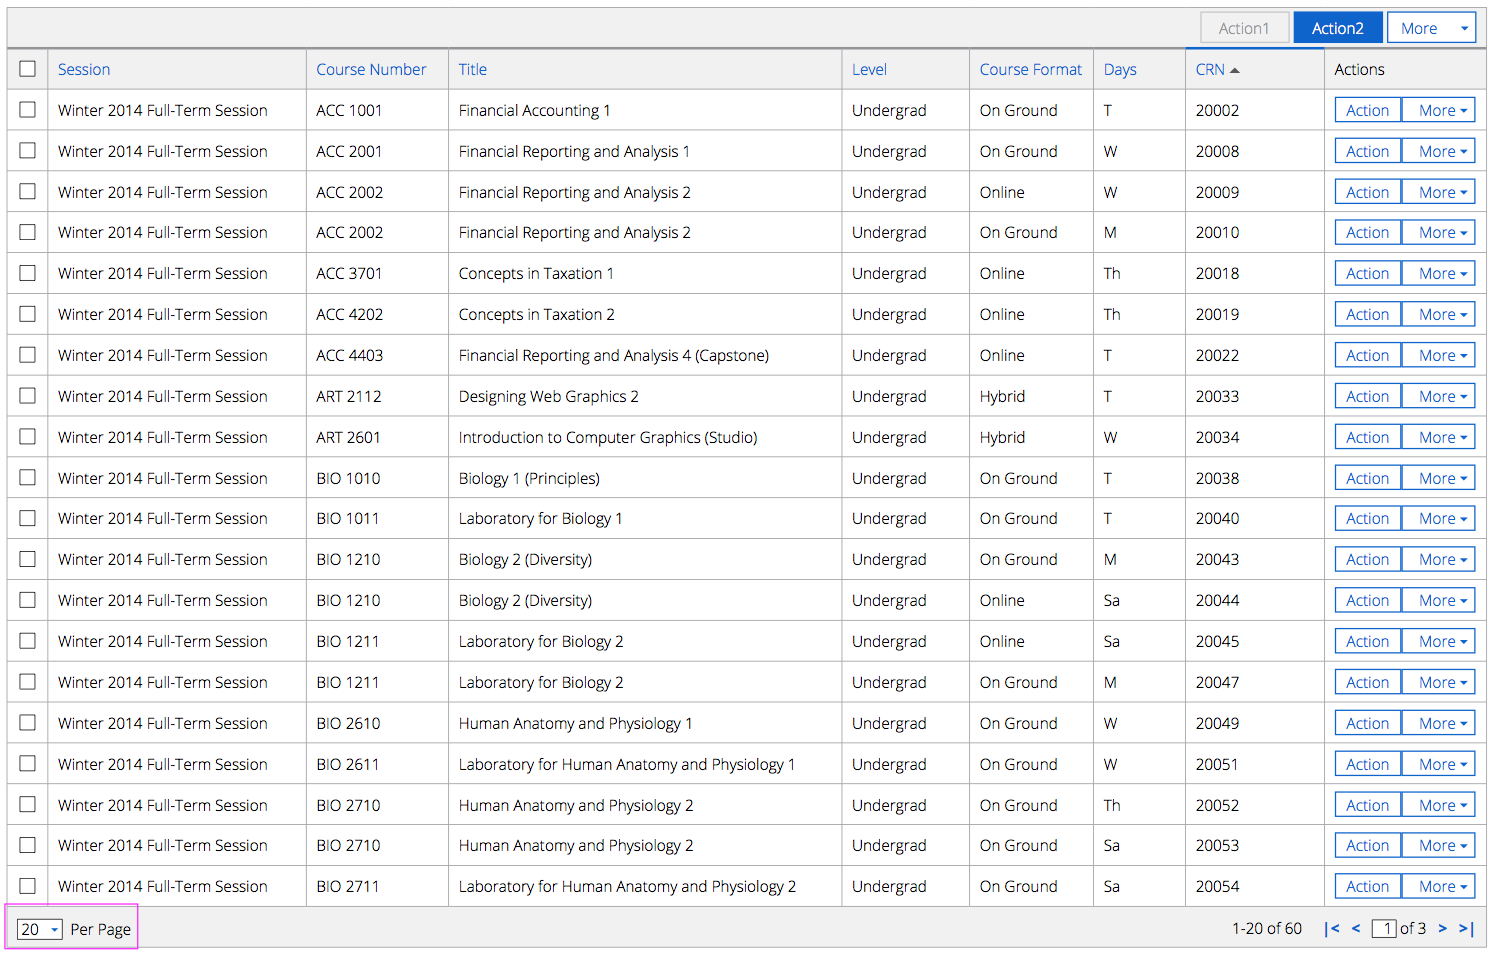 Action1 Action2 More
Session Course Number Title Level Course Format Days CRN Actions
Winter 2014 Full-Term Session ACC 1001 Financial Accounting 1 Undergrad On Ground T 20002 Action More
Winter 2014 Full-Term Session ACC 2001 Financial Reporting and Analysis 1 Undergrad On Ground W 20008 Action More
Winter 2014 Full-Term Session ACC 2002 Financial Reporting and Analysis 2 Undergrad Online W 20009 Action More
Winter 2014 Full-Term Session ACC 2002 Financial Reporting and Analysis 2 Undergrad On Ground M 20010 Action More
Winter 2014 Full-Term Session ACC 3701 Concepts in Taxation 1 Undergrad Online Th 20018 Action More
Winter 2014 Full-Term Session ACC 4202 Concepts in Taxation 2 Undergrad Online Th 20019 Action More
Winter 2014 Full-Term Session ACC 4403 Financial Reporting and Analysis 4 (Capstone) Undergrad Online T 20022 Action More
Winter 2014 Full-Term Session ART 2112 Designing Web Graphics 2 Undergrad Hybrid T 20033 Action More
Winter 2014 Full-Term Session ART 2601 Introduction to Computer Graphics (Studio) Undergrad Hybrid W 20034 Action More
Winter 2014 Full-Term Session BIO 1010 Biology 1 (Principles) Undergrad On Ground T 20038 Action More
Winter 2014 Full-Term Session BIO 1011 Laboratory for Biology 1 Undergrad On Ground T 20040 Action More
Winter 2014 Full-Term Session BIO 1210 Biology 2 (Diversity) Undergrad On Ground M 20043 Action More
Winter 2014 Full-Term Session BIO 1210 Biology 2 (Diversity) Undergrad Online Sa 20044 Action More
Winter 2014 Full-Term Session BIO 1211 Laboratory for Biology 2 Undergrad Online Sa 20045 Action More
Winter 2014 Full-Term Session BIO 1211 Laboratory for Biology 2 Undergrad On Ground M 20047 Action More
Winter 2014 Full-Term Session BIO 2610 Human Anatomy and Physiology 1 Undergrad On Ground W 20049 Action More
Winter 2014 Full-Term Session BIO 2611 Laboratory for Human Anatomy and Physiology 1 Undergrad On Ground W 20051 Action More
Winter 2014 Full-Term Session BIO 2710 Human Anatomy and Physiology 2 Undergrad On Ground Th 20052 Action More
Winter 2014 Full-Term Session BIO 2710 Human Anatomy and Physiology 2 Undergrad On Ground Sa 20053 Action More
Winter 2014 Full-Term Session BIO 2711 Laboratory for Human Anatomy and Physiology 2 Undergrad On Ground Sa 20054 Action More
20 Per Page 1-20 of 60 |< < 1 of 3 > >|